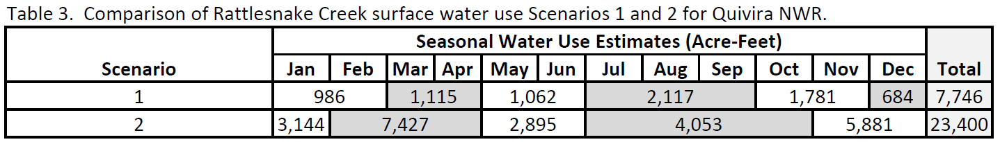 Table 3.  Comparison of Rattlesnake Creek surface water use Scenarios 1 and 2 for Quivira NWR.
Seasonal Water Use Estimates (Acre-Feet)
Scenario Jan Feb Mar Apr May Jun Jul Aug Sep Oct Nov Dec Total
1 986 1,115 1,062 2,117 1,781 684 7,746
2 3,144 7,427 2,895 4,053 5,881 23,400